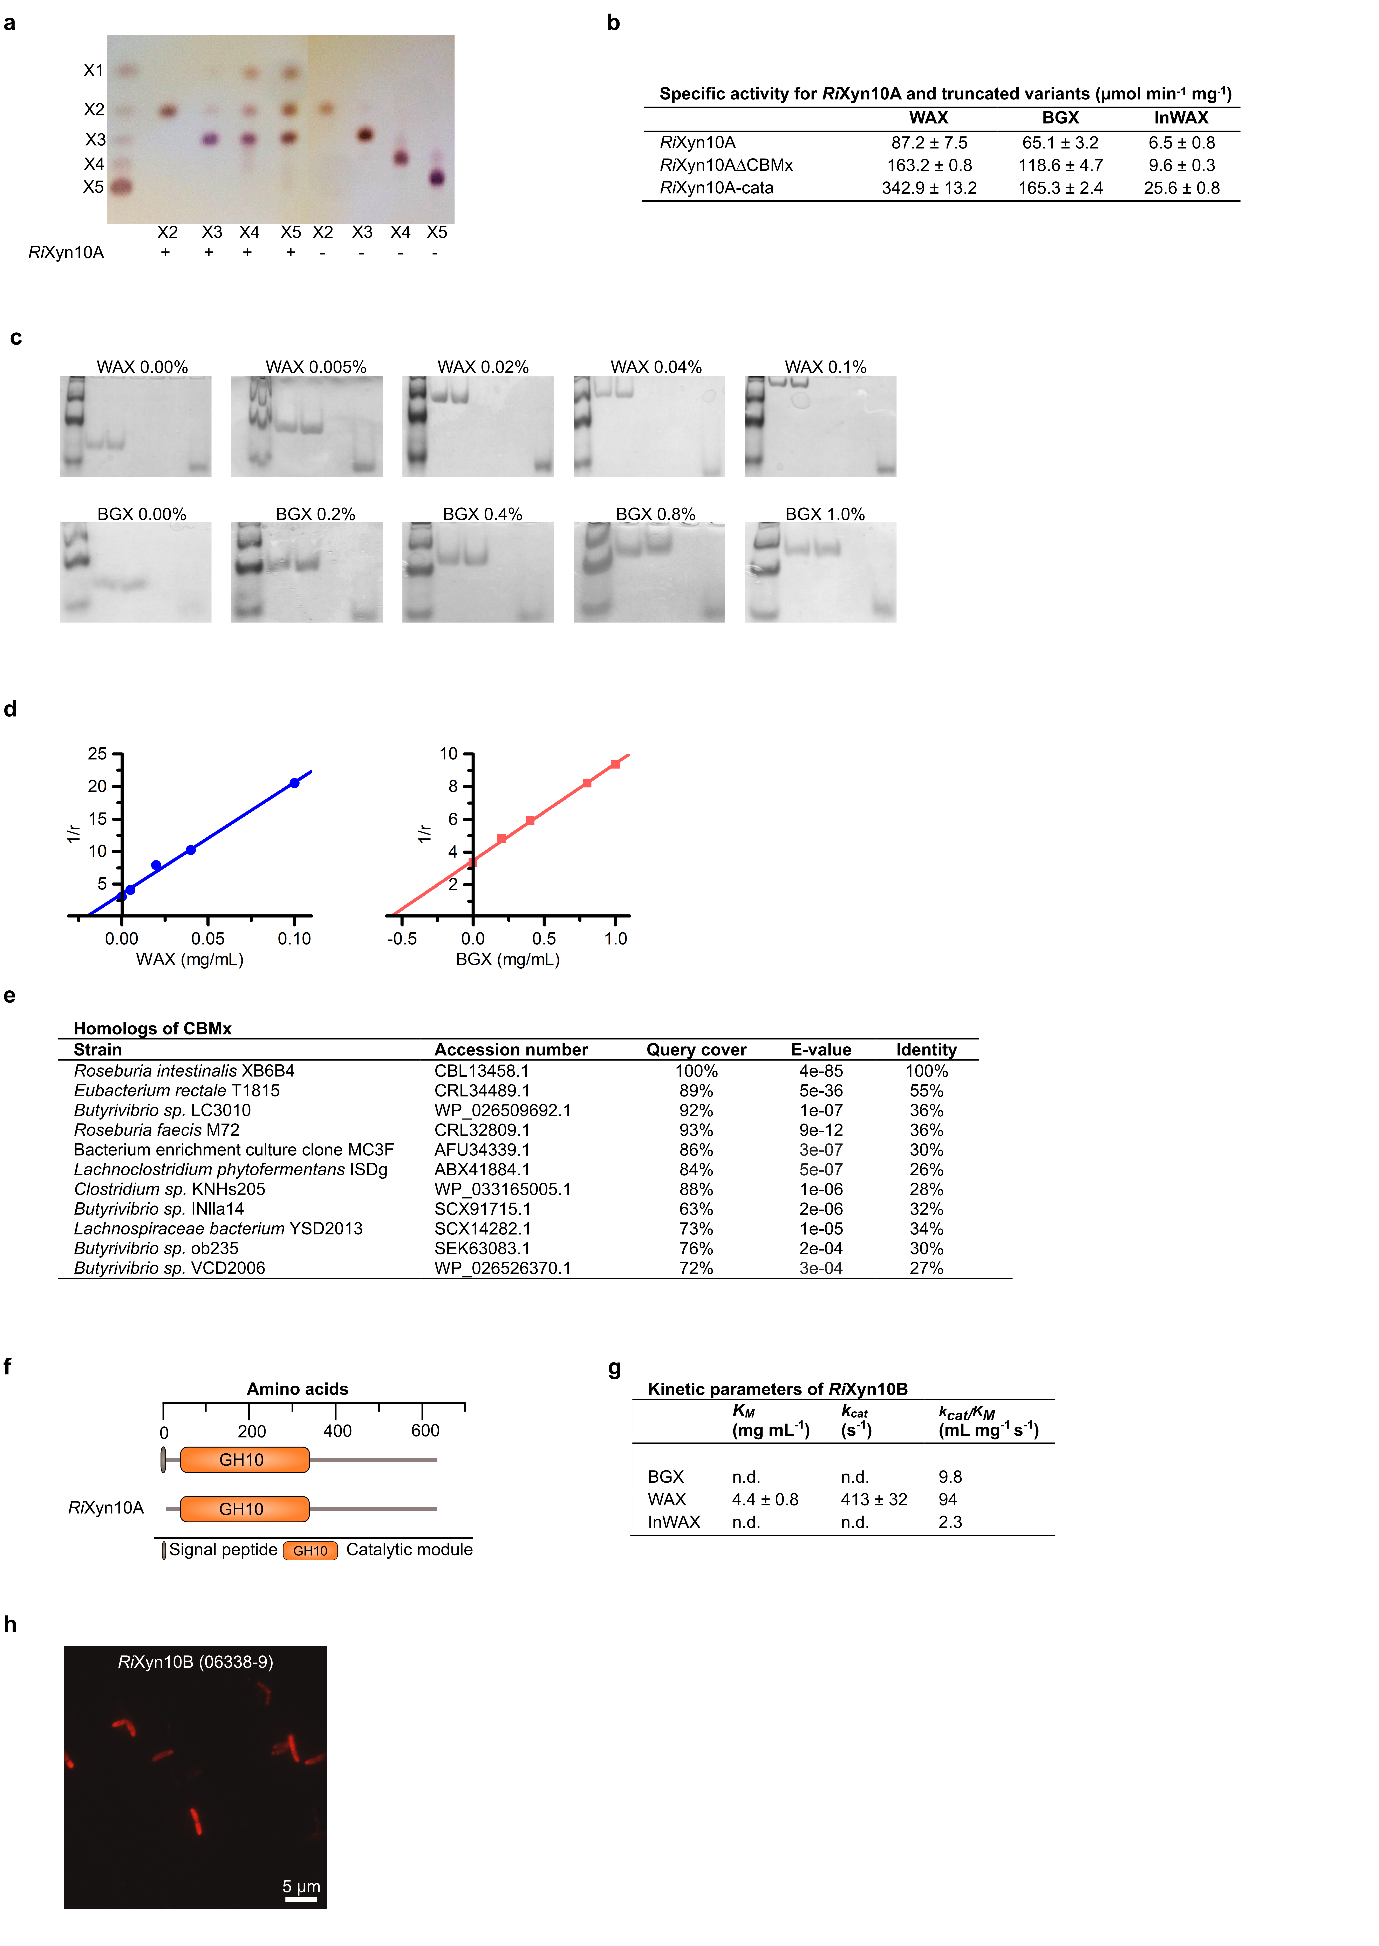 a
X1
X2
X3
X4
X5
X2 X3 X4 X5 X2 X3 X4 X5
RiXyn10A + + + + - - - -
b
Specific activity for RiXyn10A and truncated variants (µmol min-1 mg-1)
WAX BGX InWAX
RiXyn10A 87.2 ± 7.5 65.1 ± 3.2 6.5 ± 0.8
RiXyn10AΔCBMx 163.2 ± 0.8 118.6 ± 4.7 9.6 ± 0.3
RiXyn10A-cata 342.9 ± 13.2 165.3 ± 2.4 25.6 ± 0.8
c
WAX 0.00% WAX 0.005% WAX 0.02% WAX 0.04% WAX 0.1%
BGX 0.00% BGX 0.2% BGX 0.4% BGX 0.8% BGX 1.0%
d
25
20
15
10
5
1/r
0.00 0.05 0.10
WAX (mg/mL)
10
8
6
4
2
1/r
-0.5 0.0 0.5 1.0
BGX (mg/mL)
e
Homologs of CBMx
Strain Accession number Query cover E-value Identity
Roseburia intestinalis XB6B4 CBL13458.1 100% 4e-85 100%
Eubacterium rectale T1815 CRL34489.1 89% 5e-36 55%
Butyrivibrio sp. LC3010 WP_026509692.1 92% 1e-07 36%
Roseburia faecis M72 CRL32809.1 93% 9e-12 36%
Bacterium enrichment culture clone MC3F AFU34339.1 86% 3e-07 30%
Lachnoclostridium phytofermentans ISDg ABX41884.1 84% 5e-07 26%
Clostridium sp. KNHs205 WP_033165005.1 88% 1e-06 28%
Butyrivibrio sp. INlla14 SCX91715.1 63% 2e-06 32%
Lachnospiraceae bacterium YSD2013 SCX14282.1 73% 1e-05 34%
Butyrivibrio sp. ob235 SEK63083.1 76% 2e-04 30%
Butyrivibrio sp. VCD2006 WP_026526370.1 72% 3e-04 27%
f
Amino acids
0 200 400 600
GH10
RiXyn10A GH10
Signal peptide GH10 Catalytic module
g
Kinetic parameters of RiXyn10B
KM kcat kcat/KM
(mg mL-1) (s-1) (mL mg-1 s-1)
BGX n.d. n.d. 9.8
WAX 4.4 ± 0.8 413 ± 32 94
InWAX n.d. n.d. 2.3
h
RiXyn10B (06338-9)
5 µm